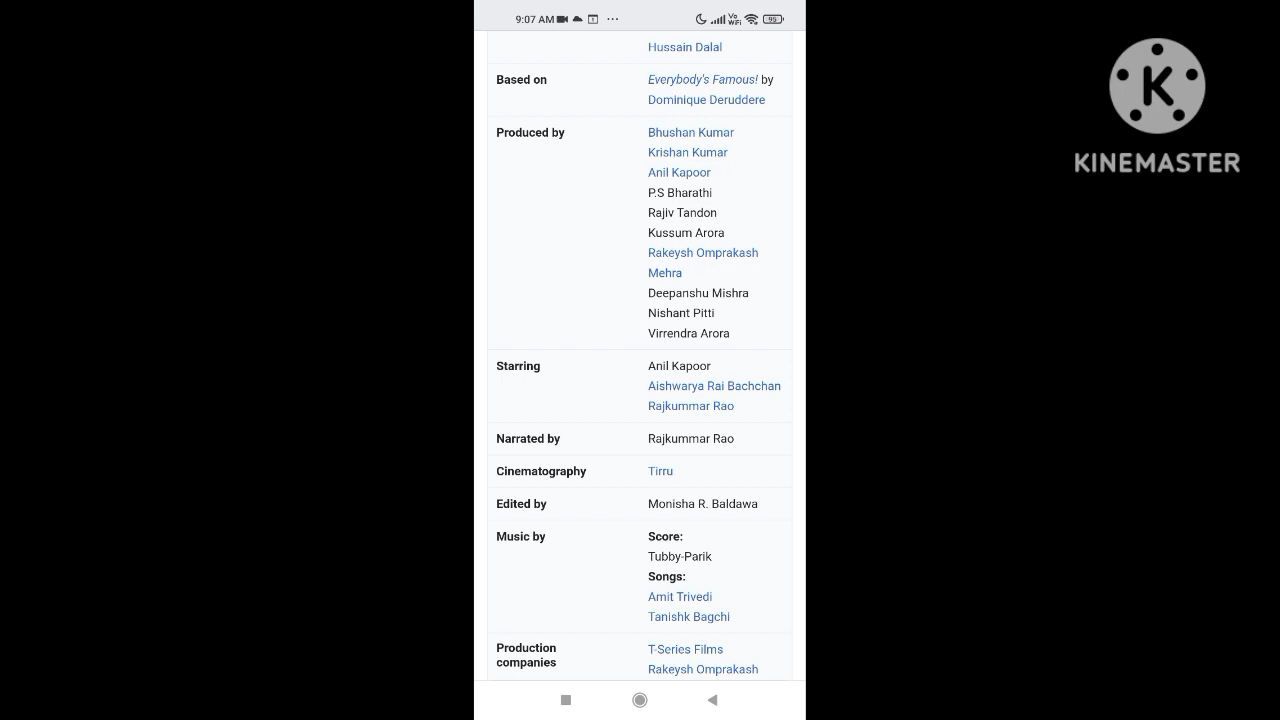 9:07 AM
Vo
WiFi
95
Hussain Dalal
Based on
Everybody's Famous! by
Dominique Deruddere
Produced by
Bhushan Kumar
Krishan Kumar
Anil Kapoor
P.S Bharathi
Rajiv Tandon
Kussum Arora
Rakeysh Omprakash
Mehra
Deepanshu Mishra
Nishant Pitti
Virrendra Arora
Starring
Anil Kapoor
Aishwarya Rai Bachchan
Rajkummar Rao
Narrated by
Rajkummar Rao
Cinematography
Tirru
Edited by
Monisha R. Baldawa
Music by
Score:
Tubby-Parik
Songs:
Amit Trivedi
Tanishk Bagchi
Production
companies
T-Series Films
Rakeysh Omprakash
K
KINEMASTER